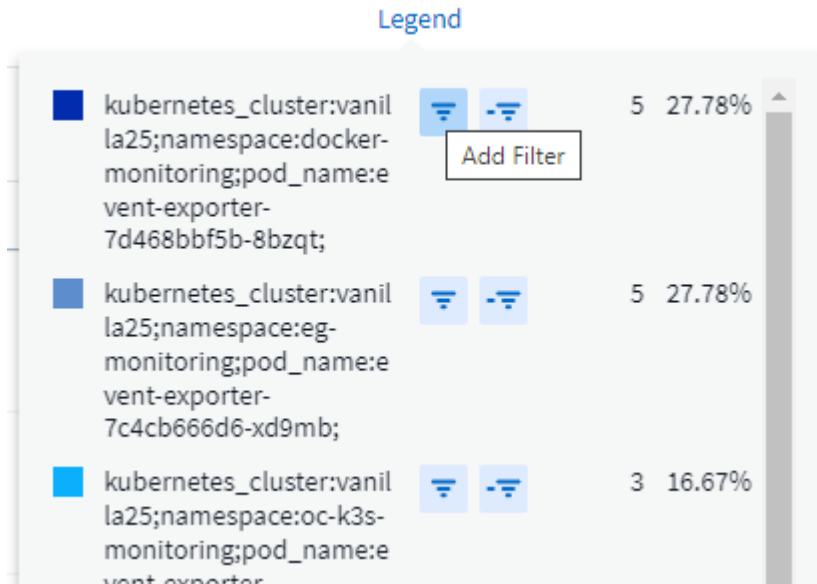 Legend
kubernetes_cluster:vanil 5 27.78%
la25;namespace:docker-
Add Filter
monitoring;pod_name:e
vent-exporter-
7d468bbf5b-8bzqt;
kubernetes_cluster:vanil 5 27.78%
la25;namespace:eg-
monitoring;pod_name:e
vent-exporter-
7c4cb666d6-xd9mb;
kubernetes_cluster:vanil 3 16.67%
la25;namespace:oc-k3s-
monitoring;pod_name:e
vent-exporter